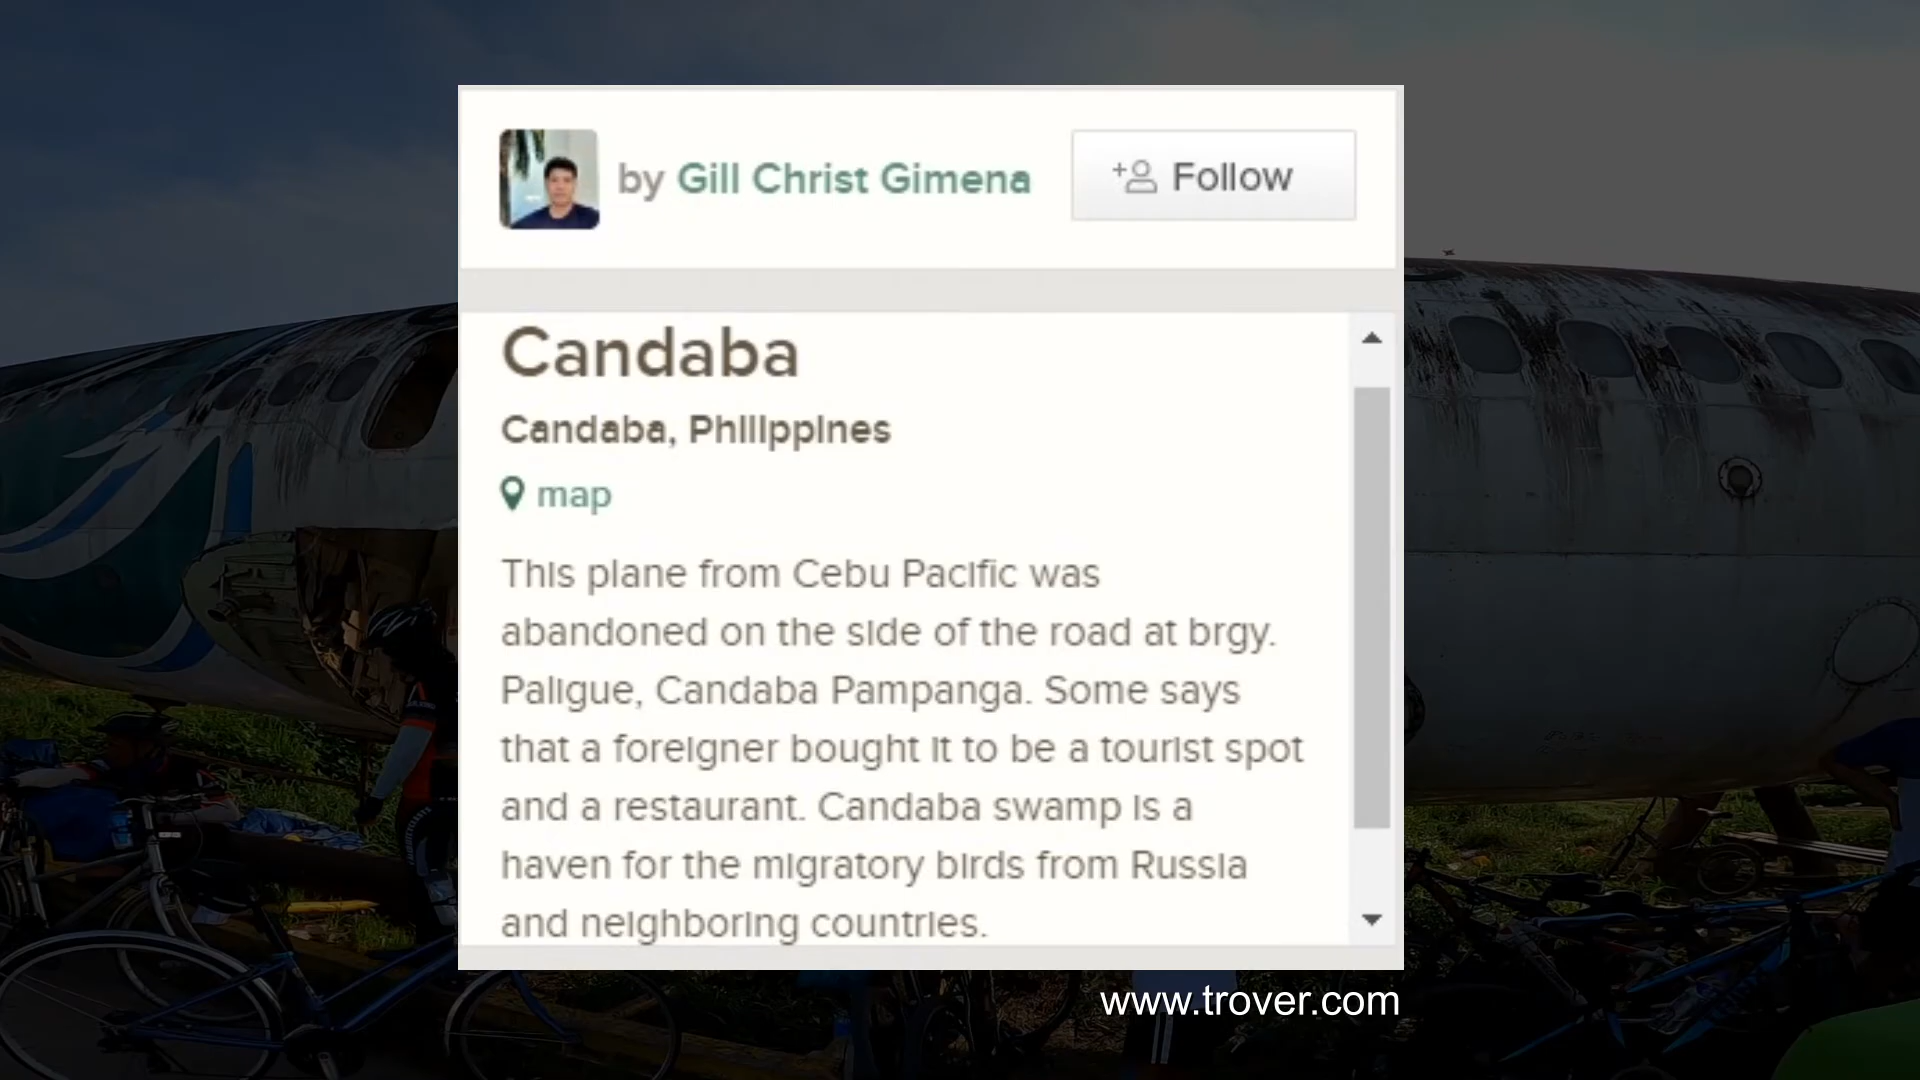 by Gill Christ Gimena
Follow
Candaba
Candaba, Philippines
map
This plane from Cebu Pacific was
abandoned on the side of the road at brgy.
Paligue, Candaba Pampanga. Some says
that a foreigner bought it to be a tourist spot
and a restaurant. Candaba swamp is a
haven for the migratory birds from Russia
and neighboring countries.
www.trover.com